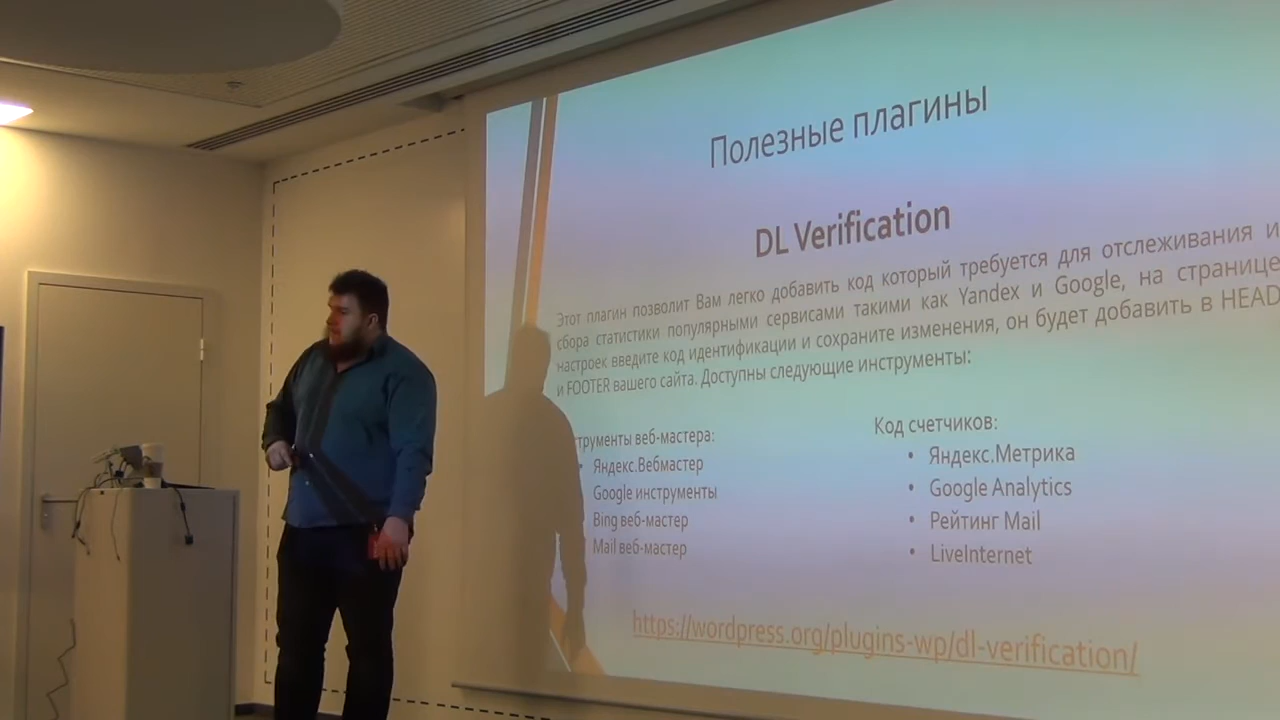 Полезные плагины
DL Verification
Этот плагин позволит Вам легко добавить код который требуется для отслеживания и
сбора статистики популярными сервисами такими как Yandex и Google, на странице
настроек введите код идентификации и сохраните изменения, он будет добавить в HEAD
и FOOTER вашего сайта. Доступны следующие инструменты:
трументы веб-мастера:
• Яндекс.Вебмастер
Google инструменты
Bing веб-мастер
Mail веб-мастер
Код счетчиков:
• Яндекс.Метрика
• Google Analytics
• Рейтинг Mail
• LiveInternet
https://wordpress.org/plugins-wp/dl-verification/